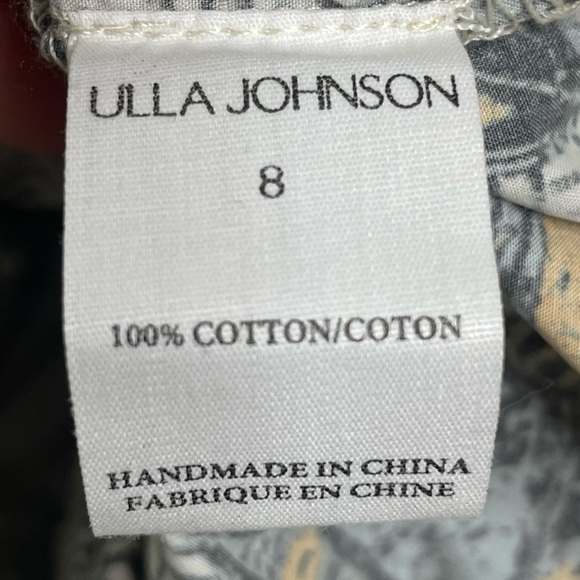 ULLA JOHNSON
8
100% COTTON/COTON
HANDMADE IN CHINA
FABRIQUE EN CHINE